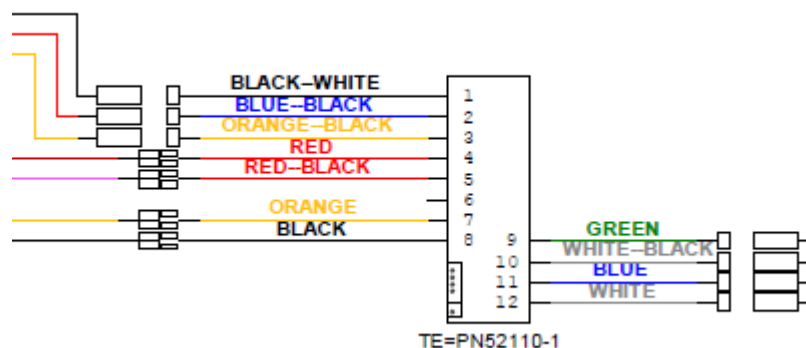 BLACK–WHITE 1
BLUE--BLACK 2
ORANGE--BLACK 3
RED 4
RED--BLACK 5
6
ORANGE 7
BLACK 8
9 GREEN
10 WHITE--BLACK
11 BLUE
12 WHITE
TE=PN52110-1